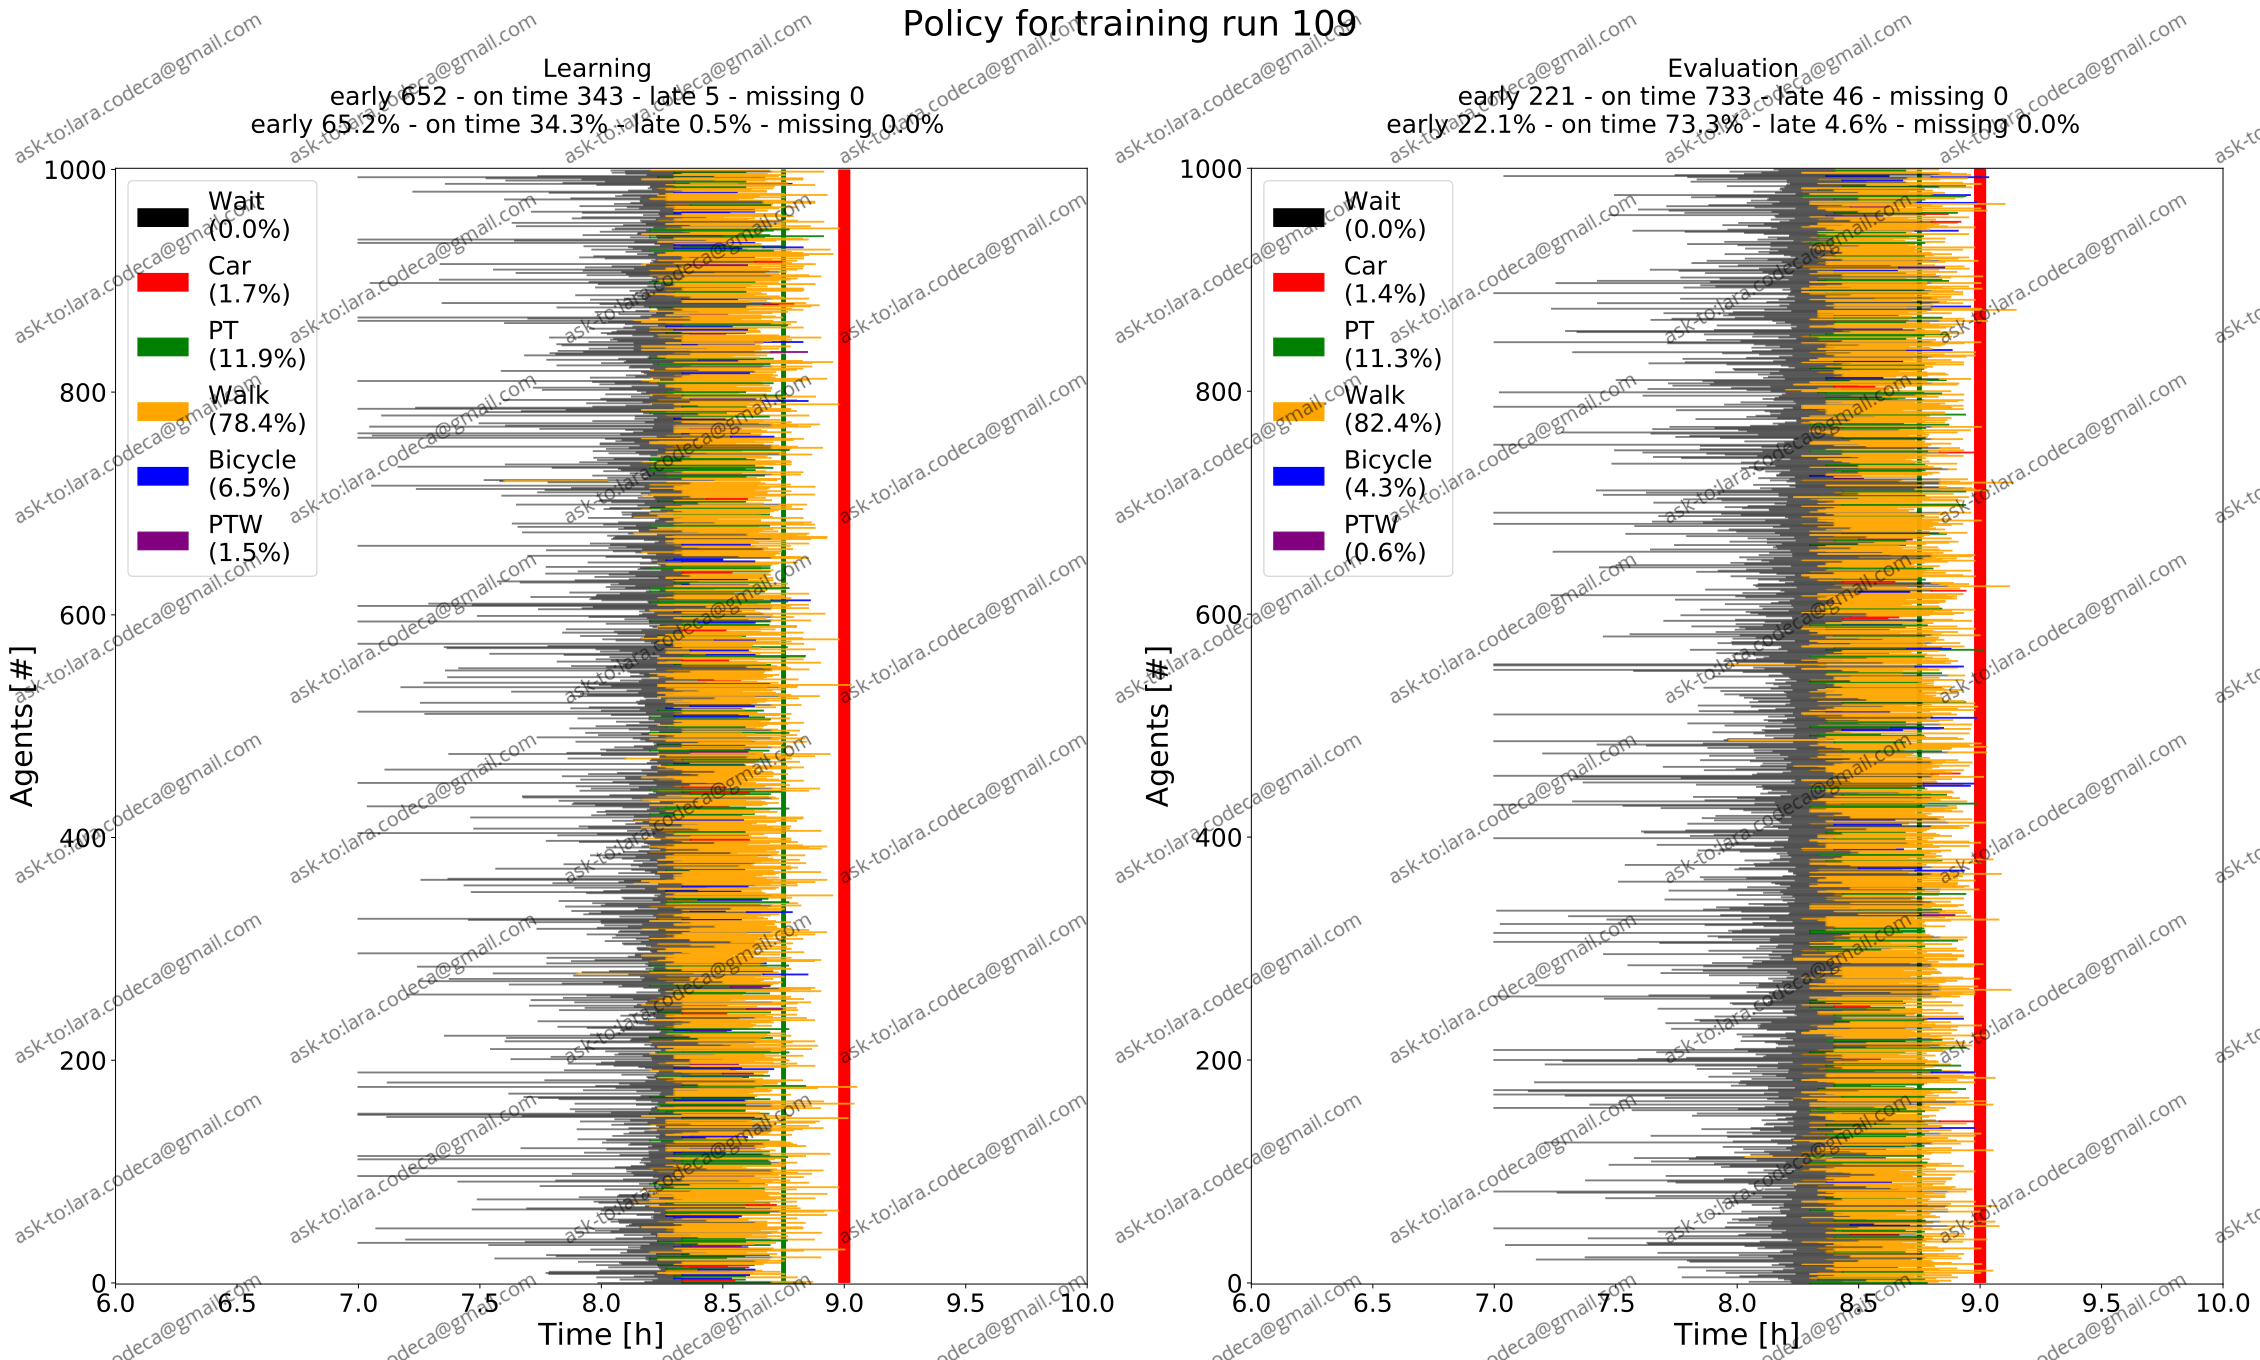 Policy for training run 109
Learning
early 652 - on time 343 - late 5 - missing 0
early 65.2% - on time 34.3% - late 0.5% - missing 0.0%
Evaluation
early 221 - on time 733 - late 46 - missing 0
early 22.1% - on time 73.3% - late 4.6% - missing 0.0%
Agents [#]
1000
800
600
400
200
0
Wait
(0.0%)
Car
(1.7%)
PT
(11.9%)
Walk
(78.4%)
Bicycle
(6.5%)
PTW
(1.5%)
6.0 6.5 7.0 7.5 8.0 8.5 9.0 9.5 10.0
Time [h]
Agents [#]
1000
800
600
400
200
0
Wait
(0.0%)
Car
(1.4%)
PT
(11.3%)
Walk
(82.4%)
Bicycle
(4.3%)
PTW
(0.6%)
6.0 6.5 7.0 7.5 8.0 8.5 9.0 9.5 10.0
Time [h]
ask-to:lara.codeca@gmail.com